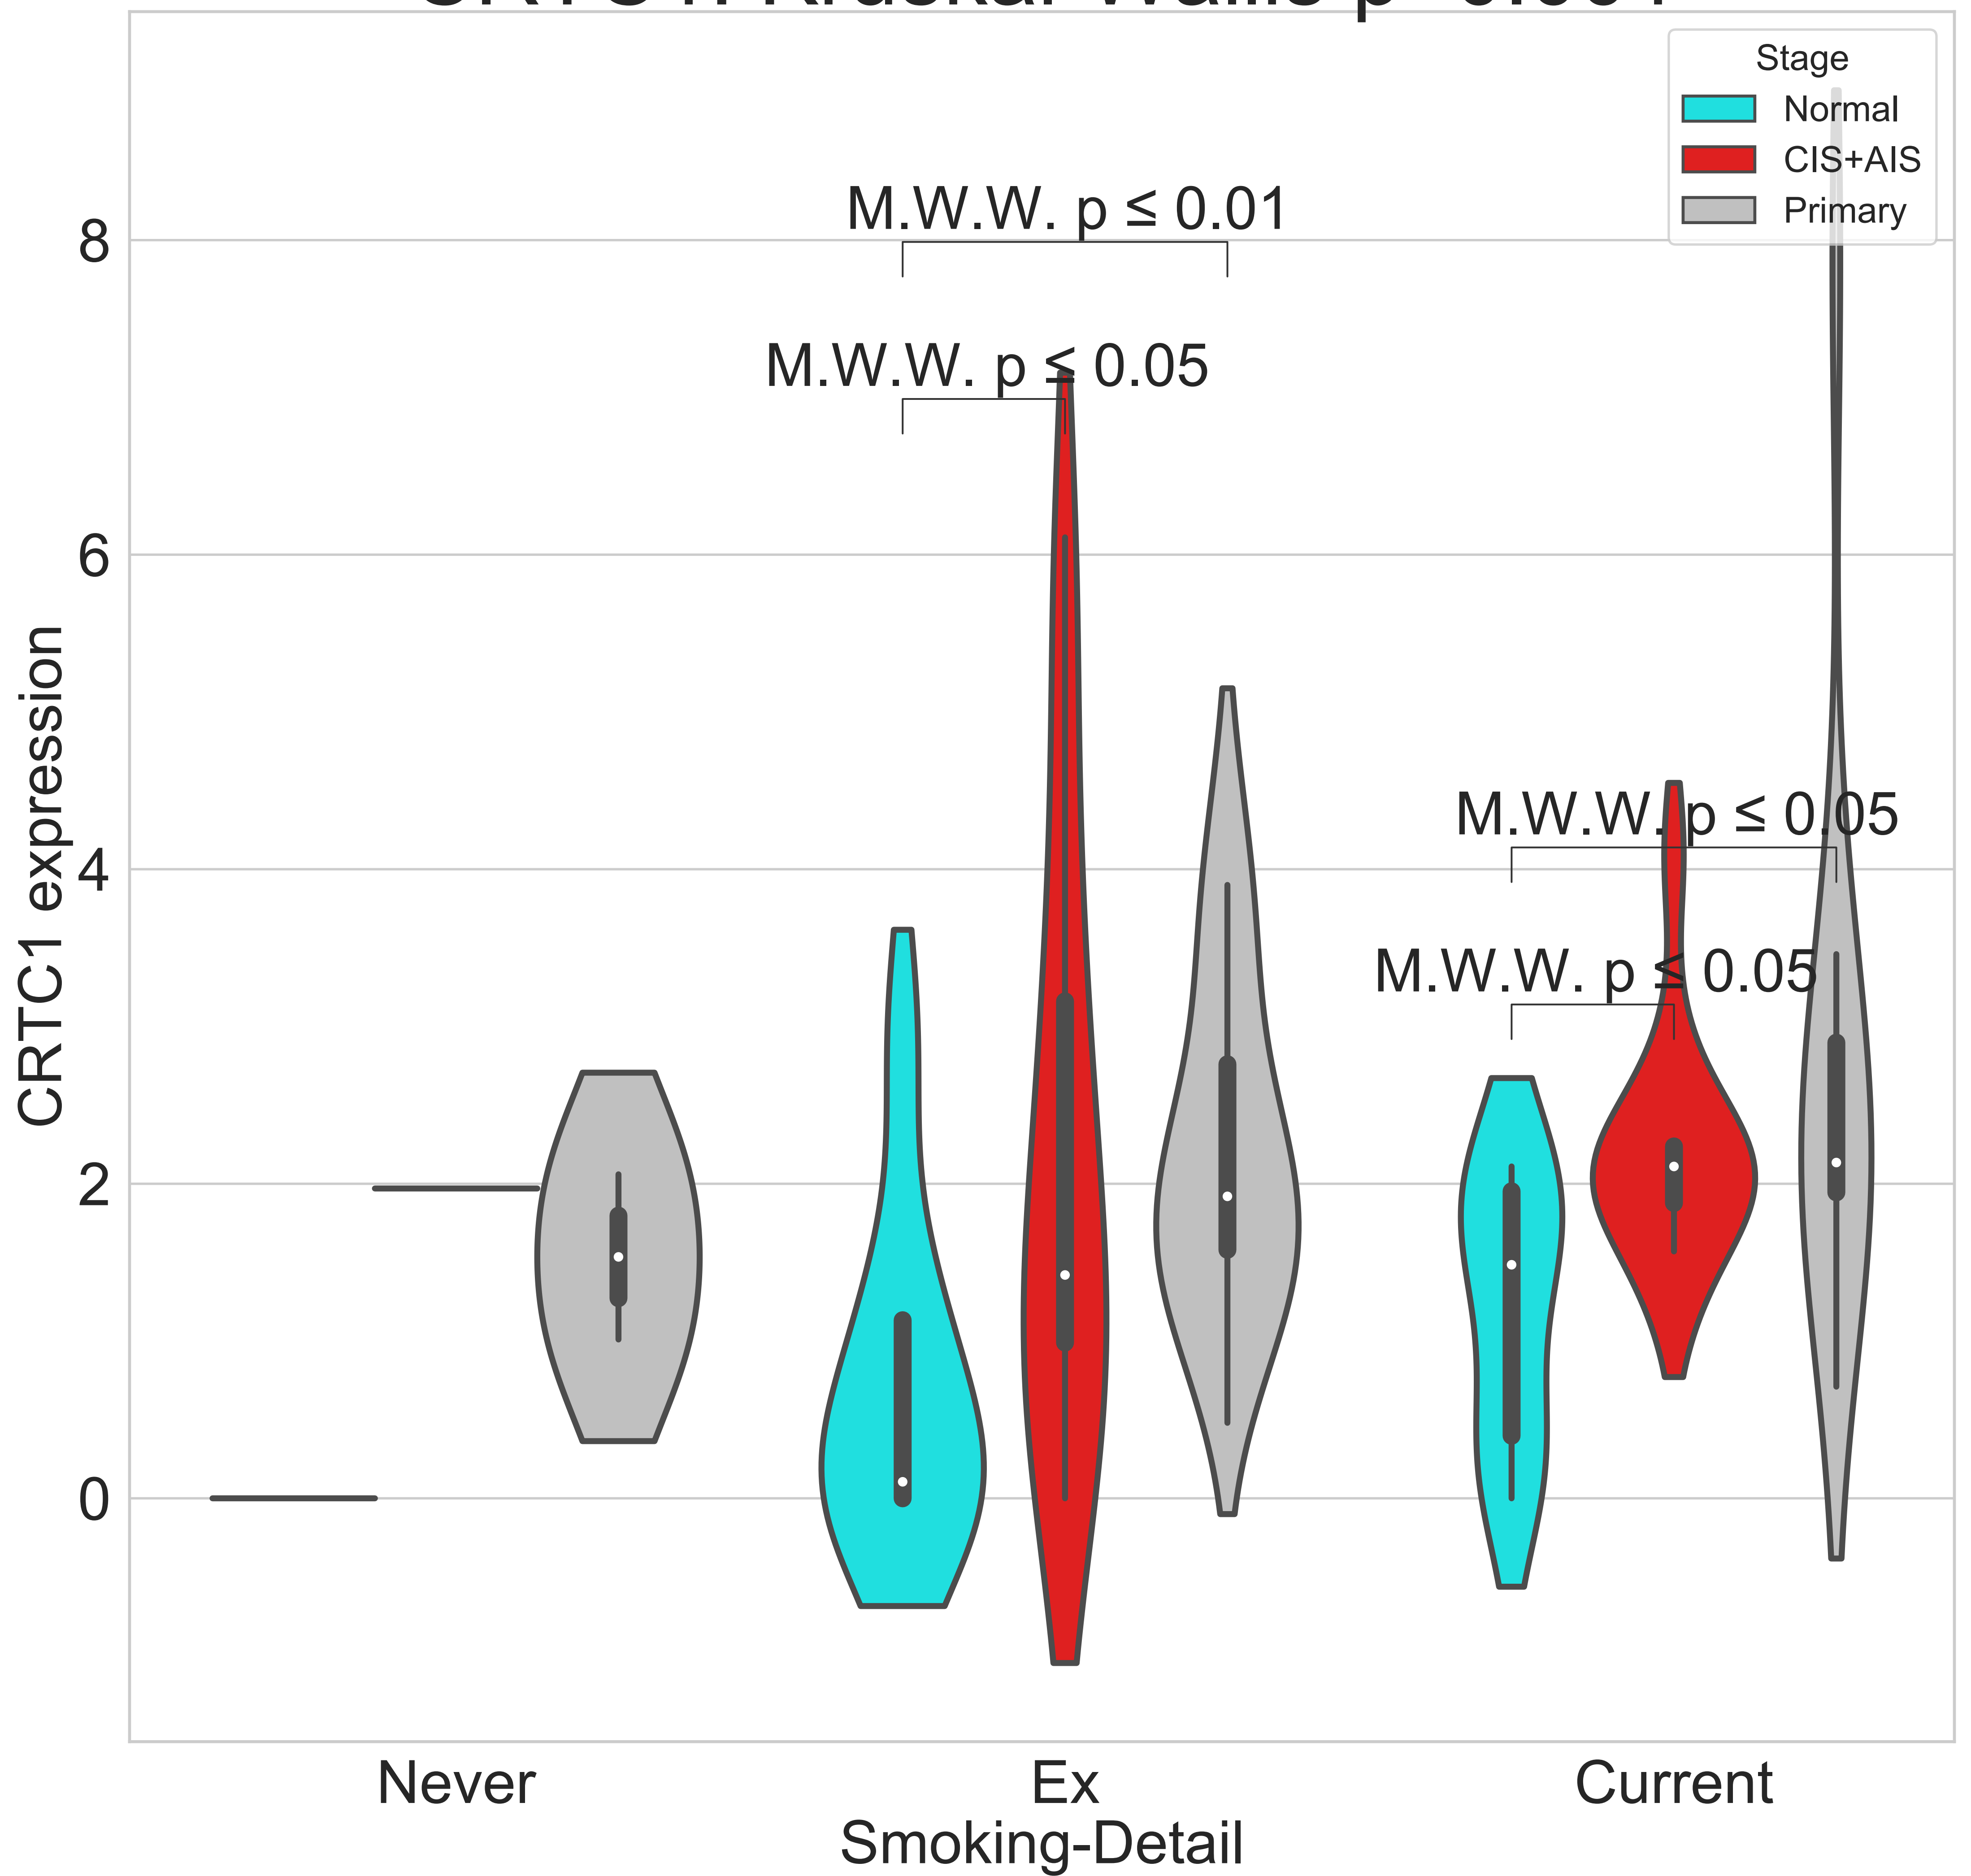 Stage
Normal
CIS+AIS
Primary
M.W.W. p ≤ 0.01
M.W.W. p ≤ 0.05
M.W.W. p ≤ 0.05
M.W.W. p ≤ 0.05
8
6
4
2
0
CRTC1 expression
Never
Ex
Current
Smoking-Detail